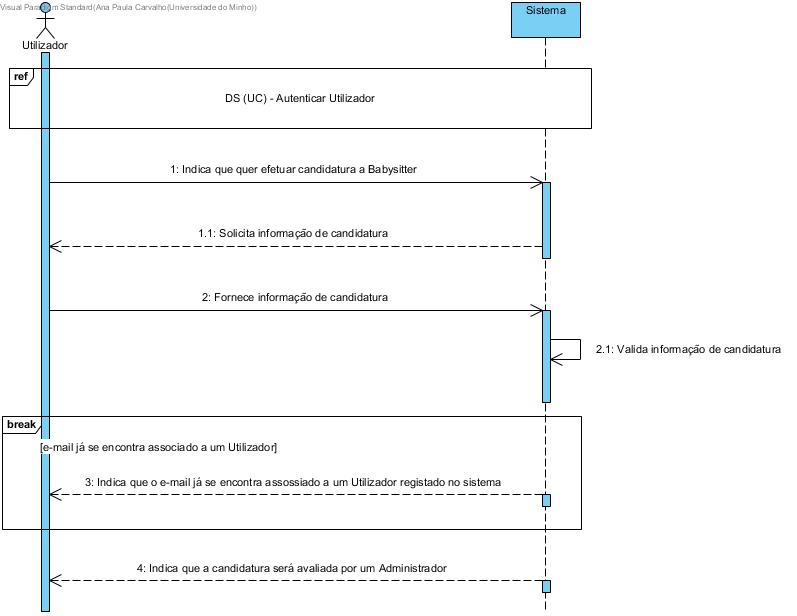 Visual Paradigm Standard(Ana Paula Carvalho(Universidade do Minho))
Sistema
Utilizador
ref
DS (UC) - Autenticar Utilizador
1: Indica que quer efetuar candidatura a Babysitter
1.1: Solicita informação de candidatura
2: Fornece informação de candidatura
2.1: Valida informação de candidatura
break
[e-mail já se encontra associado a um Utilizador]
3: Indica que o e-mail já se encontra assossiado a um Utilizador registado no sistema
4: Indica que a candidatura será avaliada por um Administrador